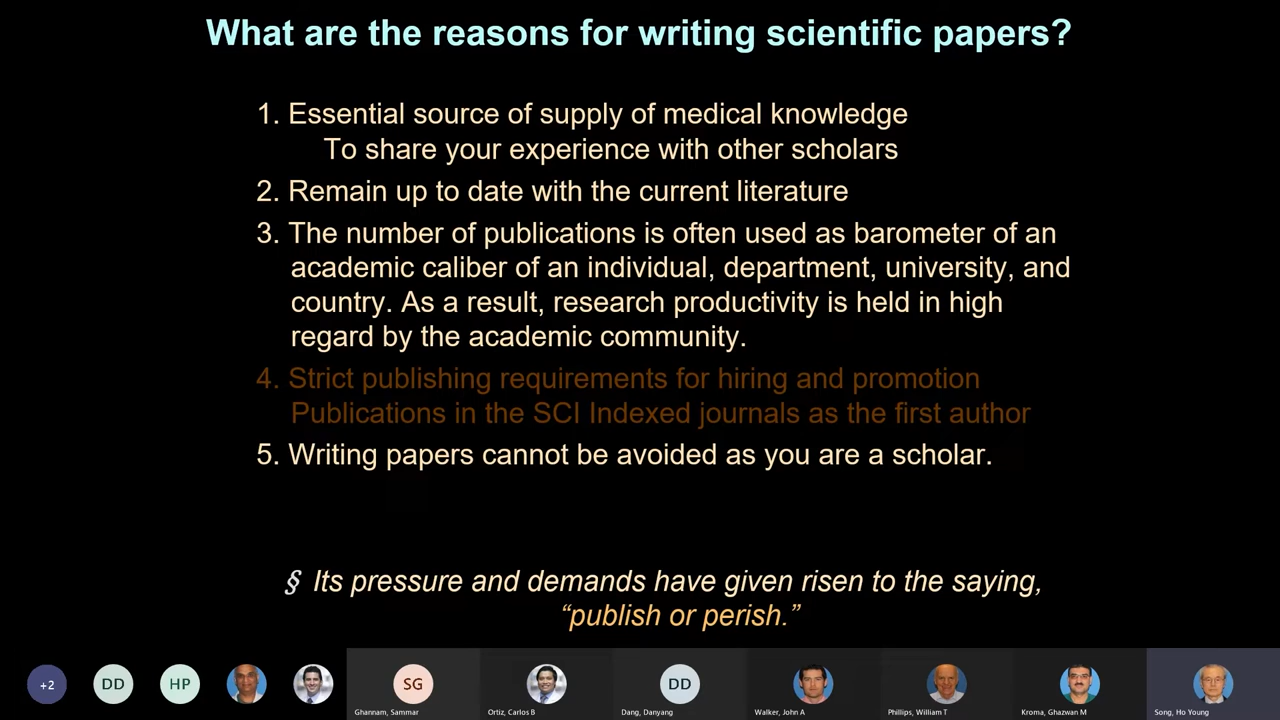 What are the reasons for writing scientific papers?
1. Essential source of supply of medical knowledge
To share your experience with other scholars
2. Remain up to date with the current literature
3. The number of publications is often used as barometer of an
academic caliber of an individual, department, university, and
country. As a result, research productivity is held in high
regard by the academic community.
4. Strict publishing requirements for hiring and promotion
Publications in the SCI Indexed journals as the first author
5. Writing papers cannot be avoided as you are a scholar.
§ Its pressure and demands have given risen to the saying,
“publish or perish.”
+2
DD
HP
SG
DD
Ghannam, Sammar
Ortiz, Carlos B
Dang, Danyang
Walker, John A
Phillips, William T
Kroma, Ghazwan M
Song, Ho Young